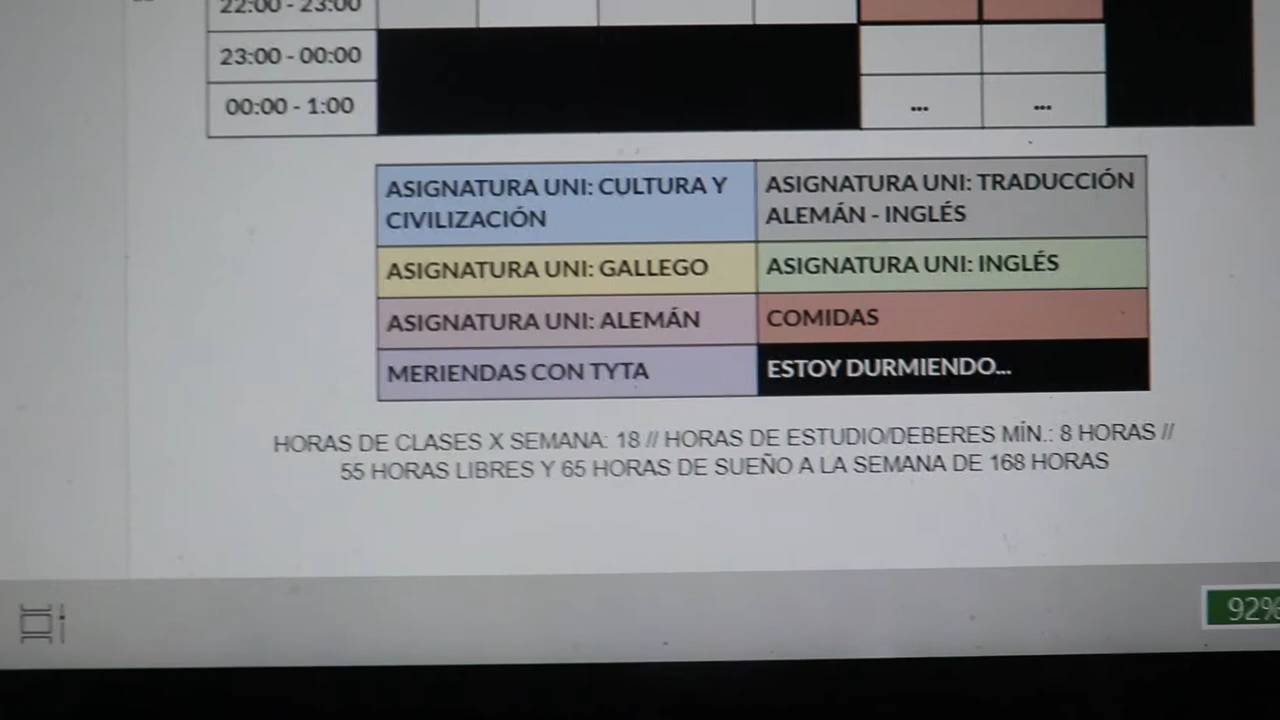 22:00 - 23:00
23:00 - 00:00
00:00 - 1:00
...
...
ASIGNATURA UNI: CULTURA Y
CIVILIZACIÓN
ASIGNATURA UNI: TRADUCCIÓN
ALEMÁN - INGLÉS
ASIGNATURA UNI: GALLEGO
ASIGNATURA UNI: INGLÉS
ASIGNATURA UNI: ALEMÁN
COMIDAS
MERIENDAS CON TYTA
ESTOY DURMIENDO...
HORAS DE CLASES X SEMANA: 18 // HORAS DE ESTUDIO/DEBERES MÍN.: 8 HORAS //
55 HORAS LIBRES Y 65 HORAS DE SUEÑO A LA SEMANA DE 168 HORAS
92%